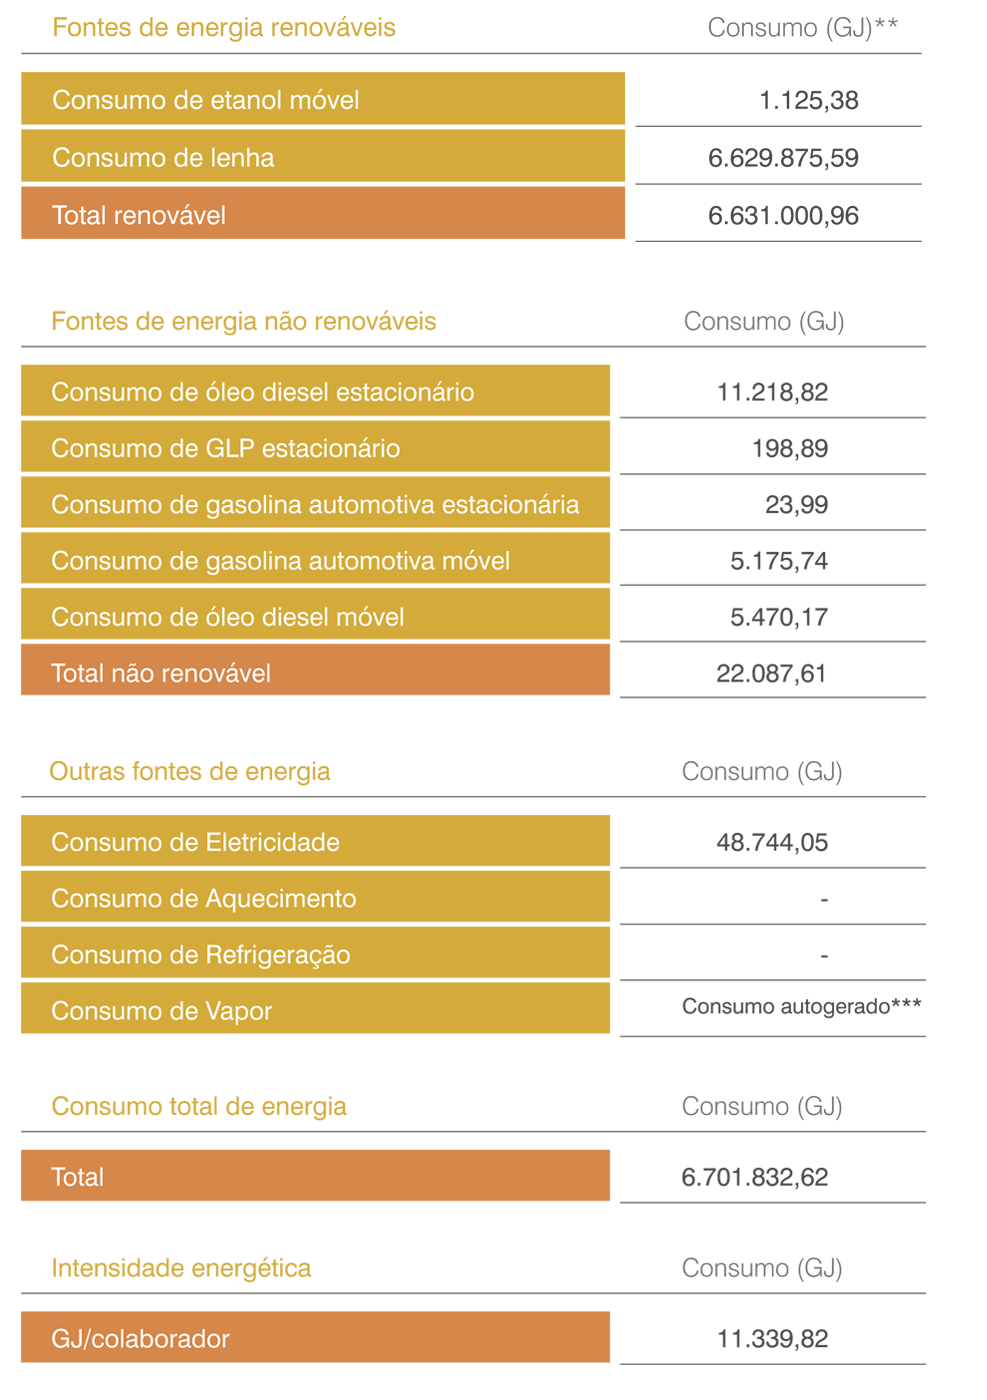 Fontes de energia renováveis Consumo (GJ)**
Consumo de etanol móvel 1.125,38
Consumo de lenha 6.629.875,59
Total renovável 6.631.000,96
Fontes de energia não renováveis Consumo (GJ)
Consumo de óleo diesel estacionário 11.218,82
Consumo de GLP estacionário 198,89
Consumo de gasolina automotiva estacionária 23,99
Consumo de gasolina automotiva móvel 5.175,74
Consumo de óleo diesel móvel 5.470,17
Total não renovável 22.087,61
Outras fontes de energia Consumo (GJ)
Consumo de Eletricidade 48.744,05
Consumo de Aquecimento -
Consumo de Refrigeração -
Consumo de Vapor Consumo autogerado***
Consumo total de energia Consumo (GJ)
Total 6.701.832,62
Intensidade energética Consumo (GJ)
GJ/colaborador 11.339,82